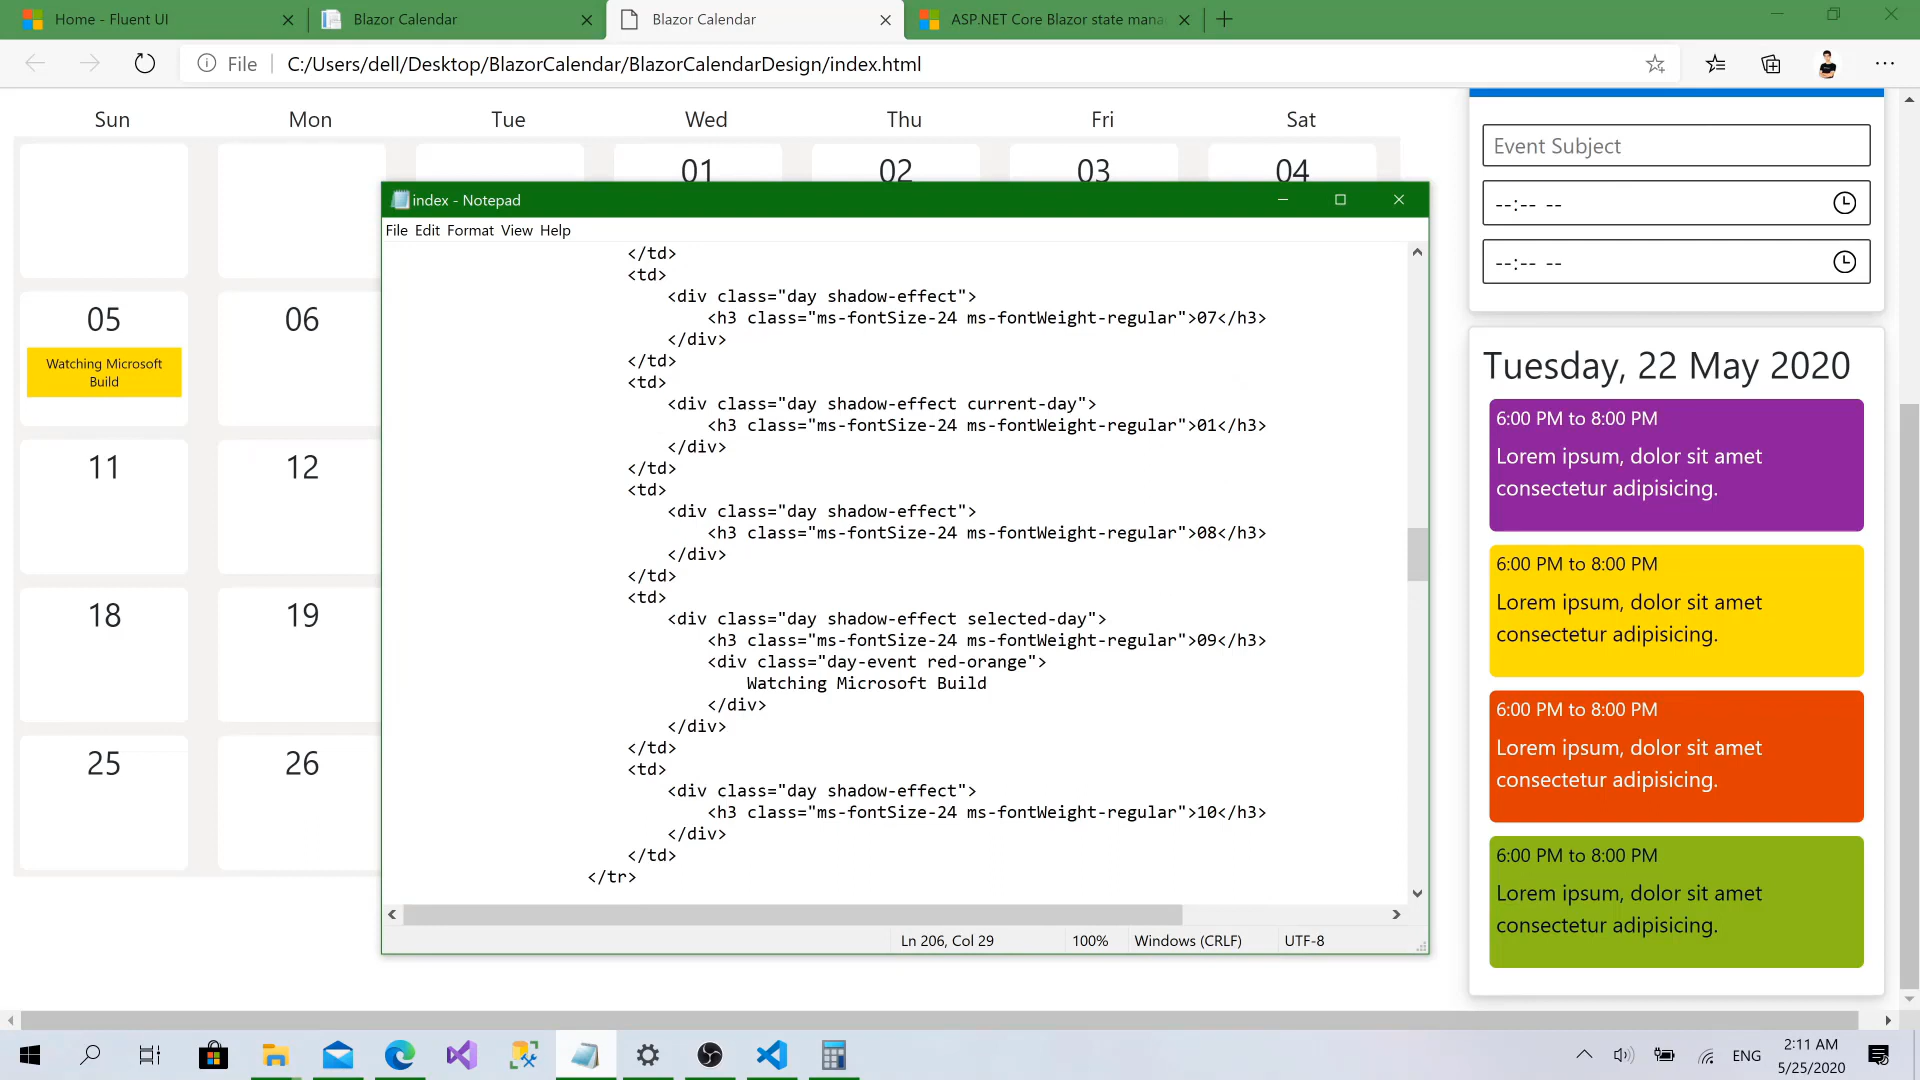 Home - Fluent UI
Blazor Calendar
Blazor Calendar
ASP.NET Core Blazor state mana
File
C:/Users/dell/Desktop/BlazorCalendar/BlazorCalendarDesign/index.html
Sun Mon Tue Wed Thu Fri Sat
01 02 03 04
05 06
Watching Microsoft
Build
11 12
18 19
25 26
index - Notepad
File Edit Format View Help
</td>
<td>
<div class="day shadow-effect">
<h3 class="ms-fontSize-24 ms-fontWeight-regular">07</h3>
</div>
</td>
<td>
<div class="day shadow-effect current-day">
<h3 class="ms-fontSize-24 ms-fontWeight-regular">01</h3>
</div>
</td>
<td>
<div class="day shadow-effect">
<h3 class="ms-fontSize-24 ms-fontWeight-regular">08</h3>
</div>
</td>
<td>
<div class="day shadow-effect selected-day">
<h3 class="ms-fontSize-24 ms-fontWeight-regular">09</h3>
<div class="day-event red-orange">
Watching Microsoft Build
</div>
</div>
</td>
<td>
<div class="day shadow-effect">
<h3 class="ms-fontSize-24 ms-fontWeight-regular">10</h3>
</div>
</td>
</tr>
Ln 206, Col 29
100%
Windows (CRLF)
UTF-8
Event Subject
--:-- --
--:-- --
Tuesday, 22 May 2020
6:00 PM to 8:00 PM
Lorem ipsum, dolor sit amet
consectetur adipisicing.
6:00 PM to 8:00 PM
Lorem ipsum, dolor sit amet
consectetur adipisicing.
6:00 PM to 8:00 PM
Lorem ipsum, dolor sit amet
consectetur adipisicing.
6:00 PM to 8:00 PM
Lorem ipsum, dolor sit amet
consectetur adipisicing.
ENG
2:11 AM
5/25/2020